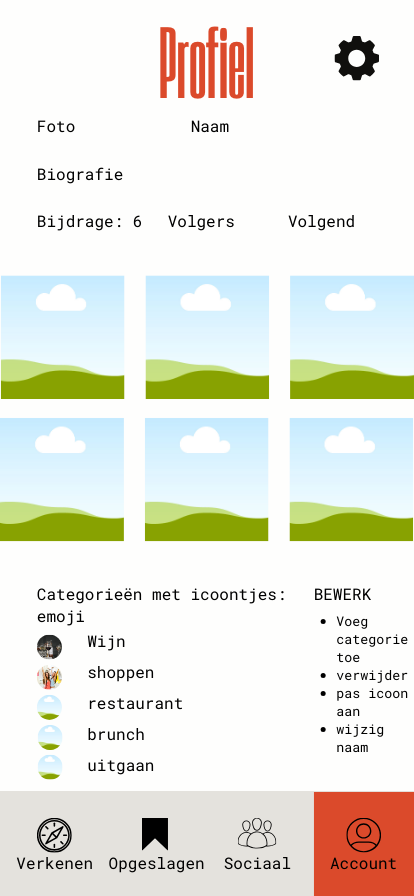 Profiel
Foto Naam
Biografie
Bijdrage: 6 Volgers Volgend
Categorieën met icoontjes:
emoji
Wijn
shoppen
restaurant
brunch
uitgaan
BEWERK
• Voeg
categorie
toe
• verwijder
• pas icoon
aan
• wijzig
naam
Verkenen Opgeslagen Sociaal Account